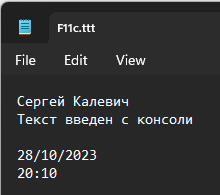 F11c.ttt
File Edit View
Сергей Калевич
Текст введен с консоли
28/10/2023
20:10